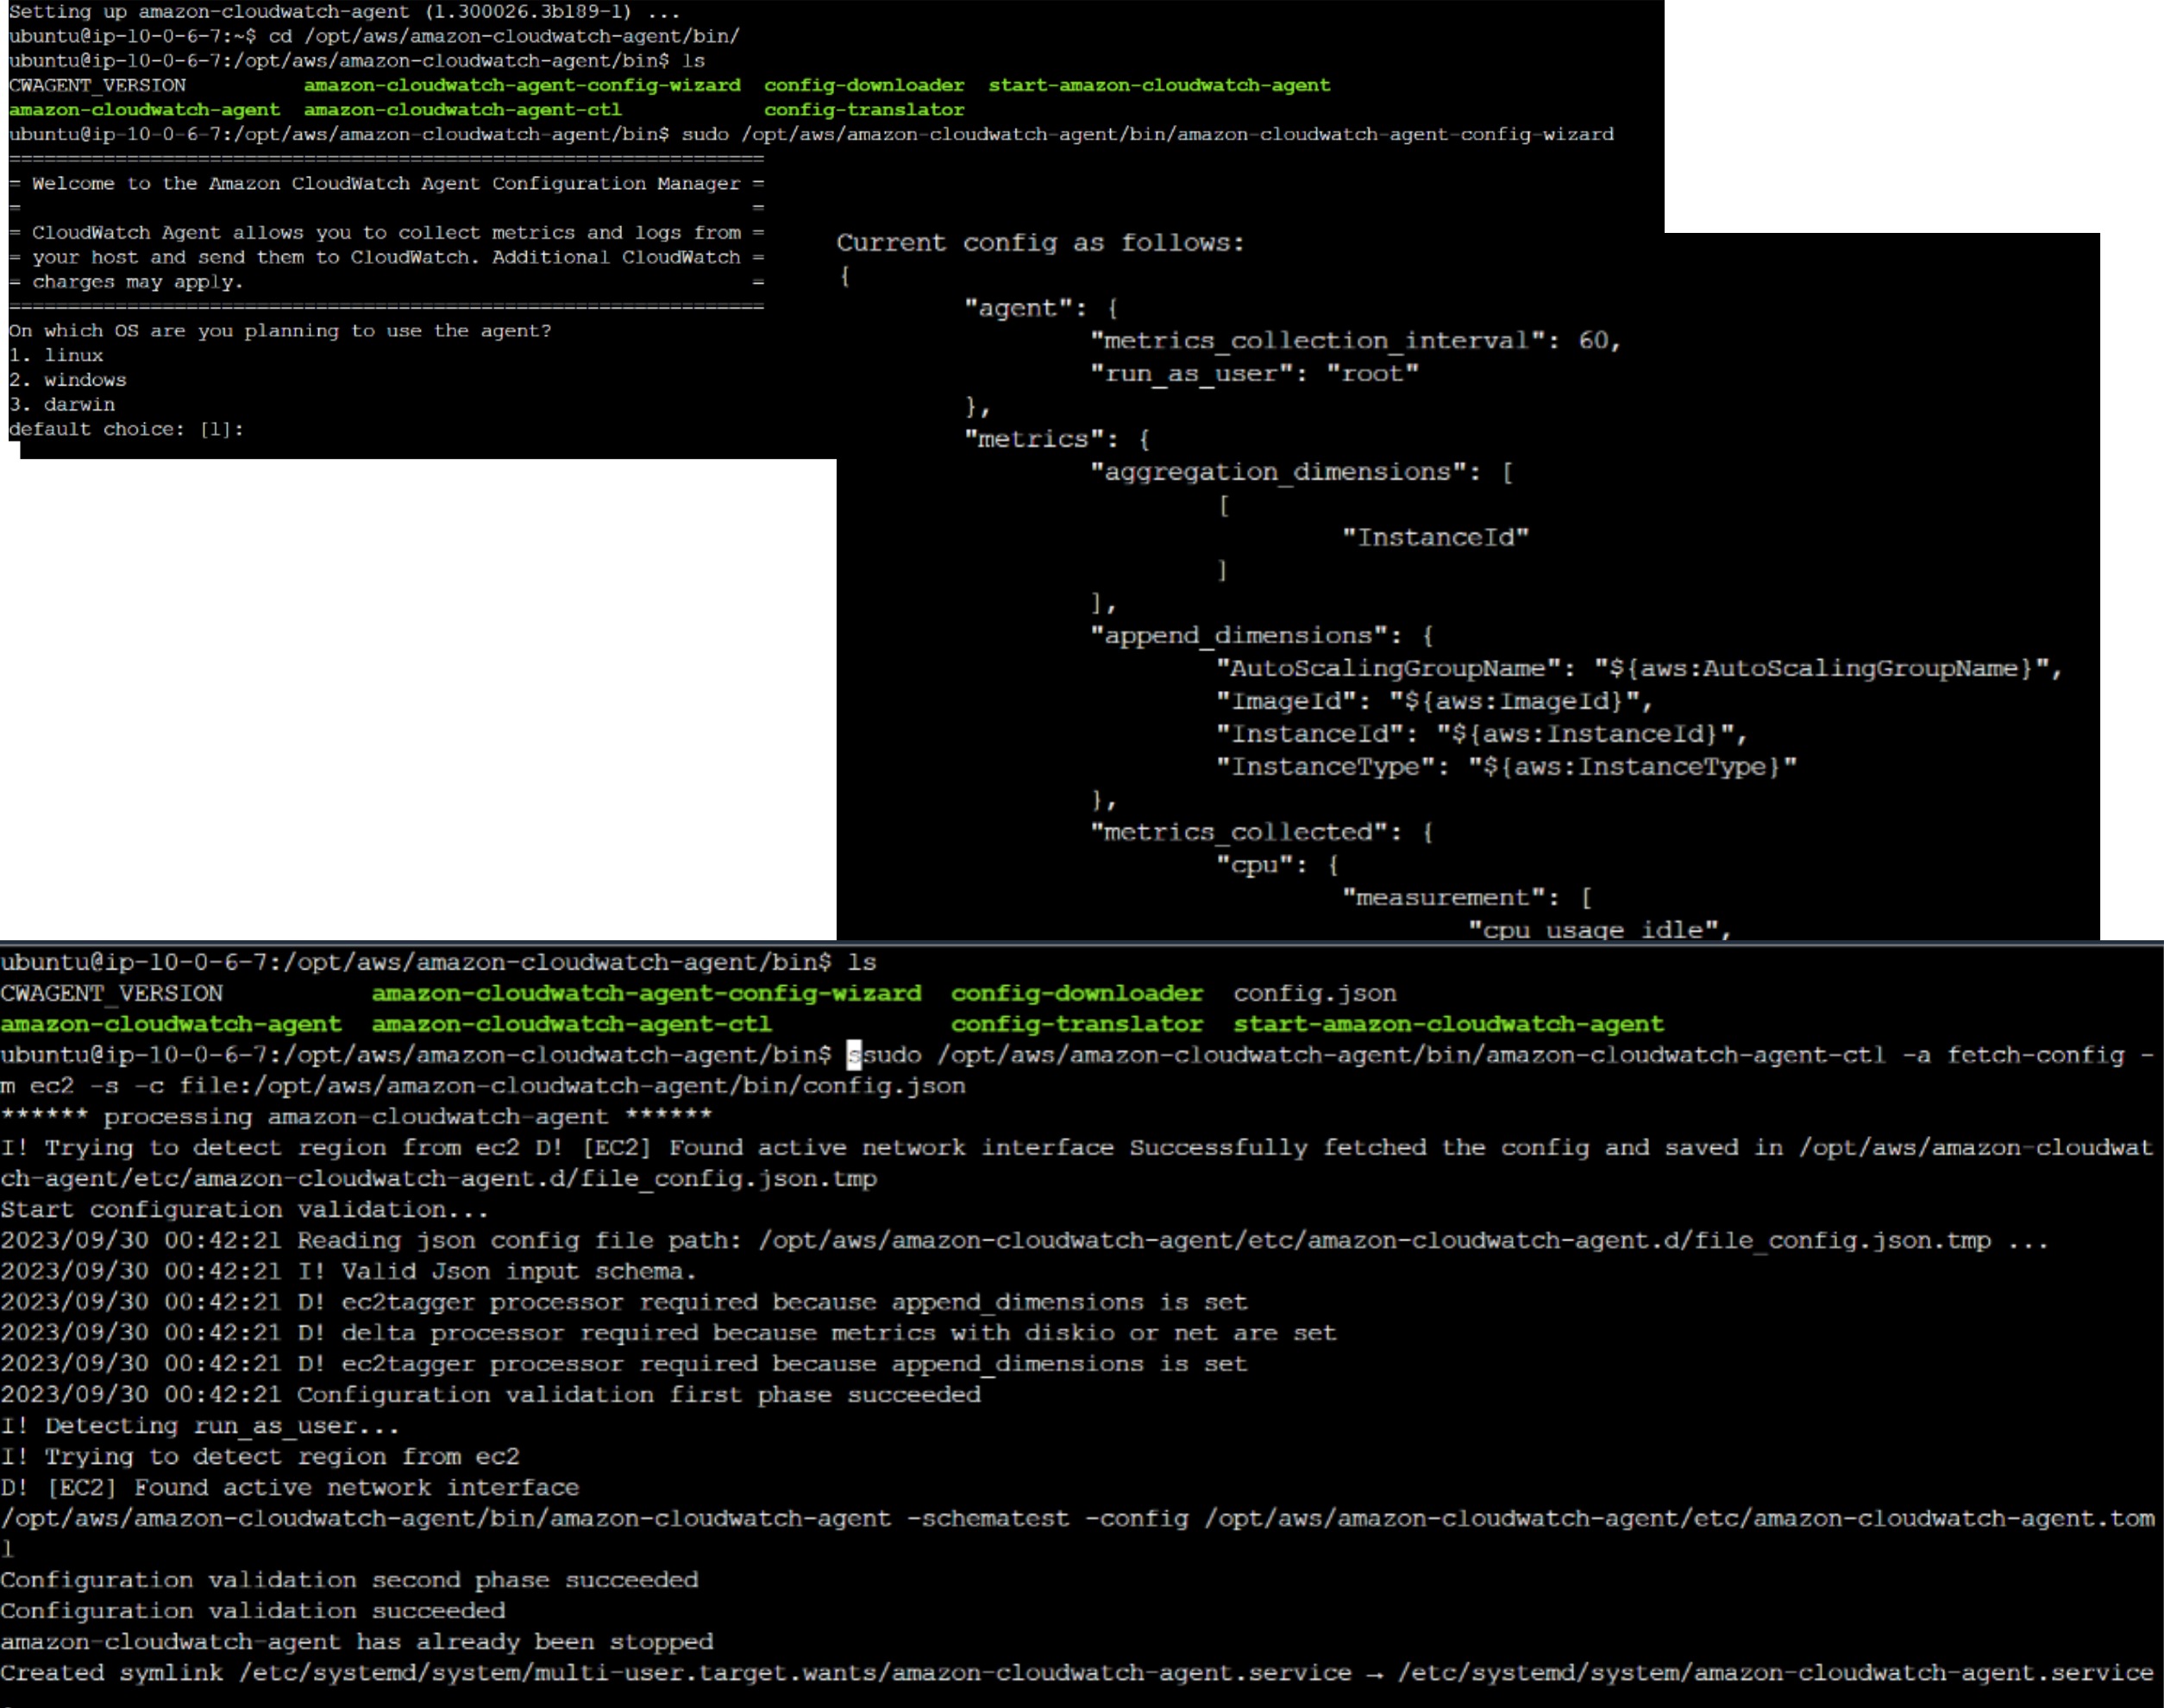 Setting up amazon-cloudwatch-agent (1.300026.3b189-1) ...
ubuntu@ip-10-0-6-7:~$ cd /opt/aws/amazon-cloudwatch-agent/bin/
ubuntu@ip-10-0-6-7:/opt/aws/amazon-cloudwatch-agent/bin$ ls
CWAGENT_VERSION          amazon-cloudwatch-agent-config-wizard  config-downloader  start-amazon-cloudwatch-agent
amazon-cloudwatch-agent  amazon-cloudwatch-agent-ctl            config-translator
ubuntu@ip-10-0-6-7:/opt/aws/amazon-cloudwatch-agent/bin$ sudo /opt/aws/amazon-cloudwatch-agent/bin/amazon-cloudwatch-agent-config-wizard
================================================================
= Welcome to the Amazon CloudWatch Agent Configuration Manager =
=                                                              =
= CloudWatch Agent allows you to collect metrics and logs from =
= your host and send them to CloudWatch. Additional CloudWatch =
= charges may apply.                                           =
================================================================
On which OS are you planning to use the agent?
1. linux
2. windows
3. darwin
default choice: [1]:
Current config as follows:
{
"agent": {
"metrics_collection_interval": 60,
"run_as_user": "root"
},
"metrics": {
"aggregation_dimensions": [
[
"InstanceId"
]
],
"append_dimensions": {
"AutoScalingGroupName": "${aws:AutoScalingGroupName}",
"ImageId": "${aws:ImageId}",
"InstanceId": "${aws:InstanceId}",
"InstanceType": "${aws:InstanceType}"
},
"metrics_collected": {
"cpu": {
"measurement": [
"cpu_usage_idle",
ubuntu@ip-10-0-6-7:/opt/aws/amazon-cloudwatch-agent/bin$ ls
CWAGENT_VERSION          amazon-cloudwatch-agent-config-wizard  config-downloader  config.json
amazon-cloudwatch-agent  amazon-cloudwatch-agent-ctl            config-translator  start-amazon-cloudwatch-agent
ubuntu@ip-10-0-6-7:/opt/aws/amazon-cloudwatch-agent/bin$ ssudo /opt/aws/amazon-cloudwatch-agent/bin/amazon-cloudwatch-agent-ctl -a fetch-config -
m ec2 -s -c file:/opt/aws/amazon-cloudwatch-agent/bin/config.json
****** processing amazon-cloudwatch-agent ******
I! Trying to detect region from ec2 D! [EC2] Found active network interface Successfully fetched the config and saved in /opt/aws/amazon-cloudwat
ch-agent/etc/amazon-cloudwatch-agent.d/file_config.json.tmp
Start configuration validation...
2023/09/30 00:42:21 Reading json config file path: /opt/aws/amazon-cloudwatch-agent/etc/amazon-cloudwatch-agent.d/file_config.json.tmp ...
2023/09/30 00:42:21 I! Valid Json input schema.
2023/09/30 00:42:21 D! ec2tagger processor required because append_dimensions is set
2023/09/30 00:42:21 D! delta processor required because metrics with diskio or net are set
2023/09/30 00:42:21 D! ec2tagger processor required because append_dimensions is set
2023/09/30 00:42:21 Configuration validation first phase succeeded
I! Detecting run_as_user...
I! Trying to detect region from ec2
D! [EC2] Found active network interface
/opt/aws/amazon-cloudwatch-agent/bin/amazon-cloudwatch-agent -schematest -config /opt/aws/amazon-cloudwatch-agent/etc/amazon-cloudwatch-agent.tom
l
Configuration validation second phase succeeded
Configuration validation succeeded
amazon-cloudwatch-agent has already been stopped
Created symlink /etc/systemd/system/multi-user.target.wants/amazon-cloudwatch-agent.service → /etc/systemd/system/amazon-cloudwatch-agent.service